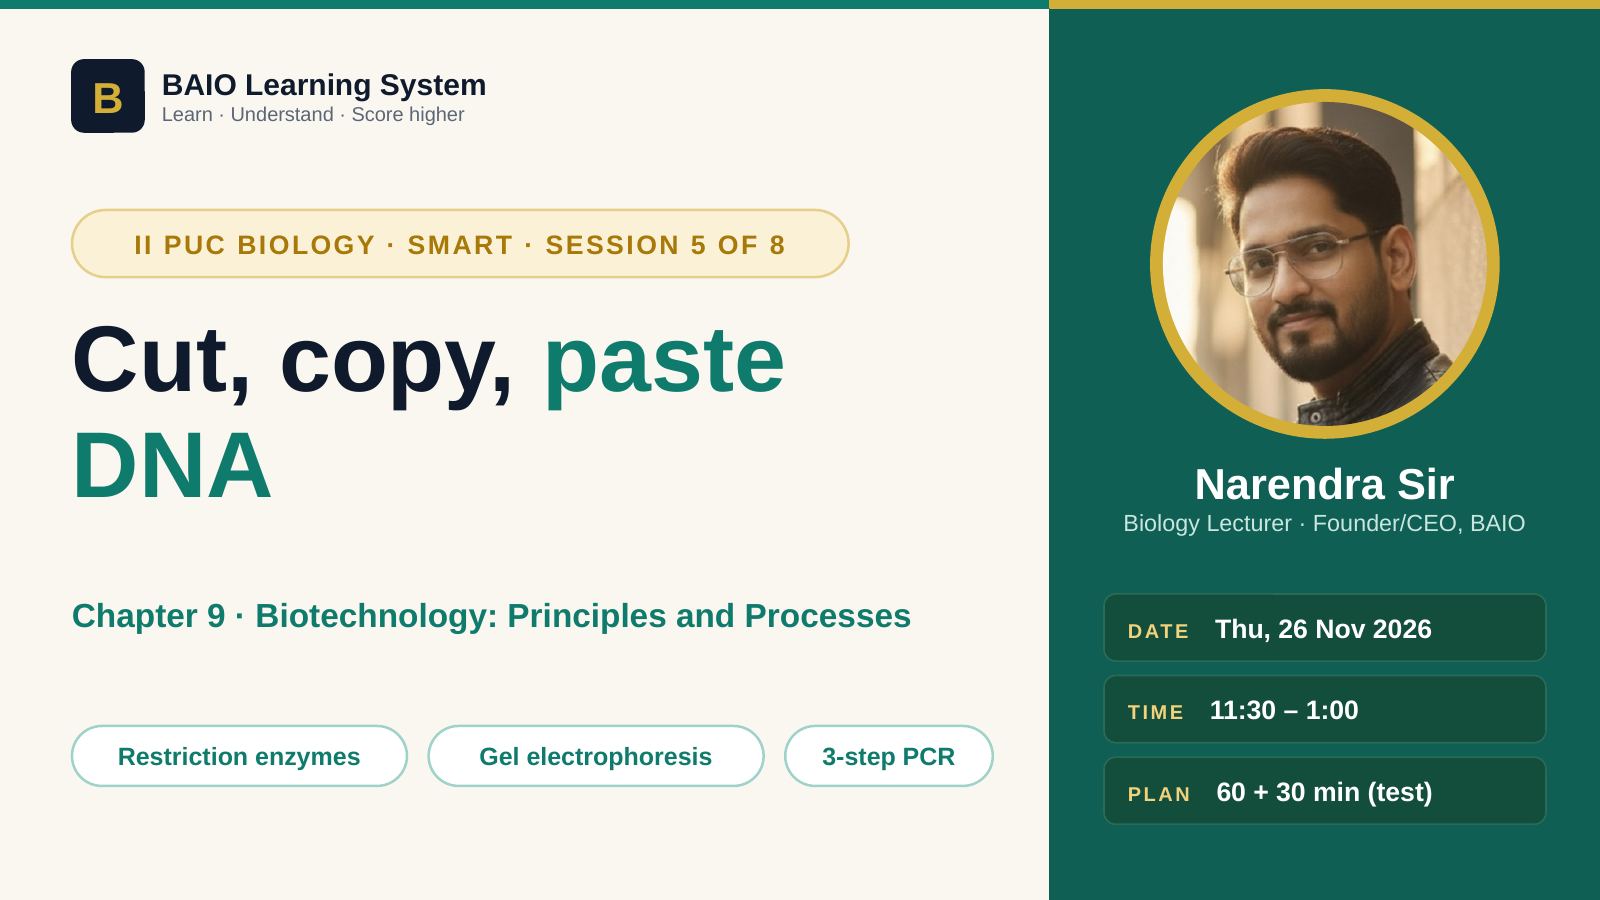 B
BAIO Learning System
Learn · Understand · Score higher
II PUC BIOLOGY · SMART · SESSION 5 OF 8
Cut, copy, paste
DNA
Chapter 9 · Biotechnology: Principles and Processes
Restriction enzymes
Gel electrophoresis
3-step PCR
Narendra Sir
Biology Lecturer · Founder/CEO, BAIO
DATE Thu, 26 Nov 2026
TIME 11:30 – 1:00
PLAN 60 + 30 min (test)